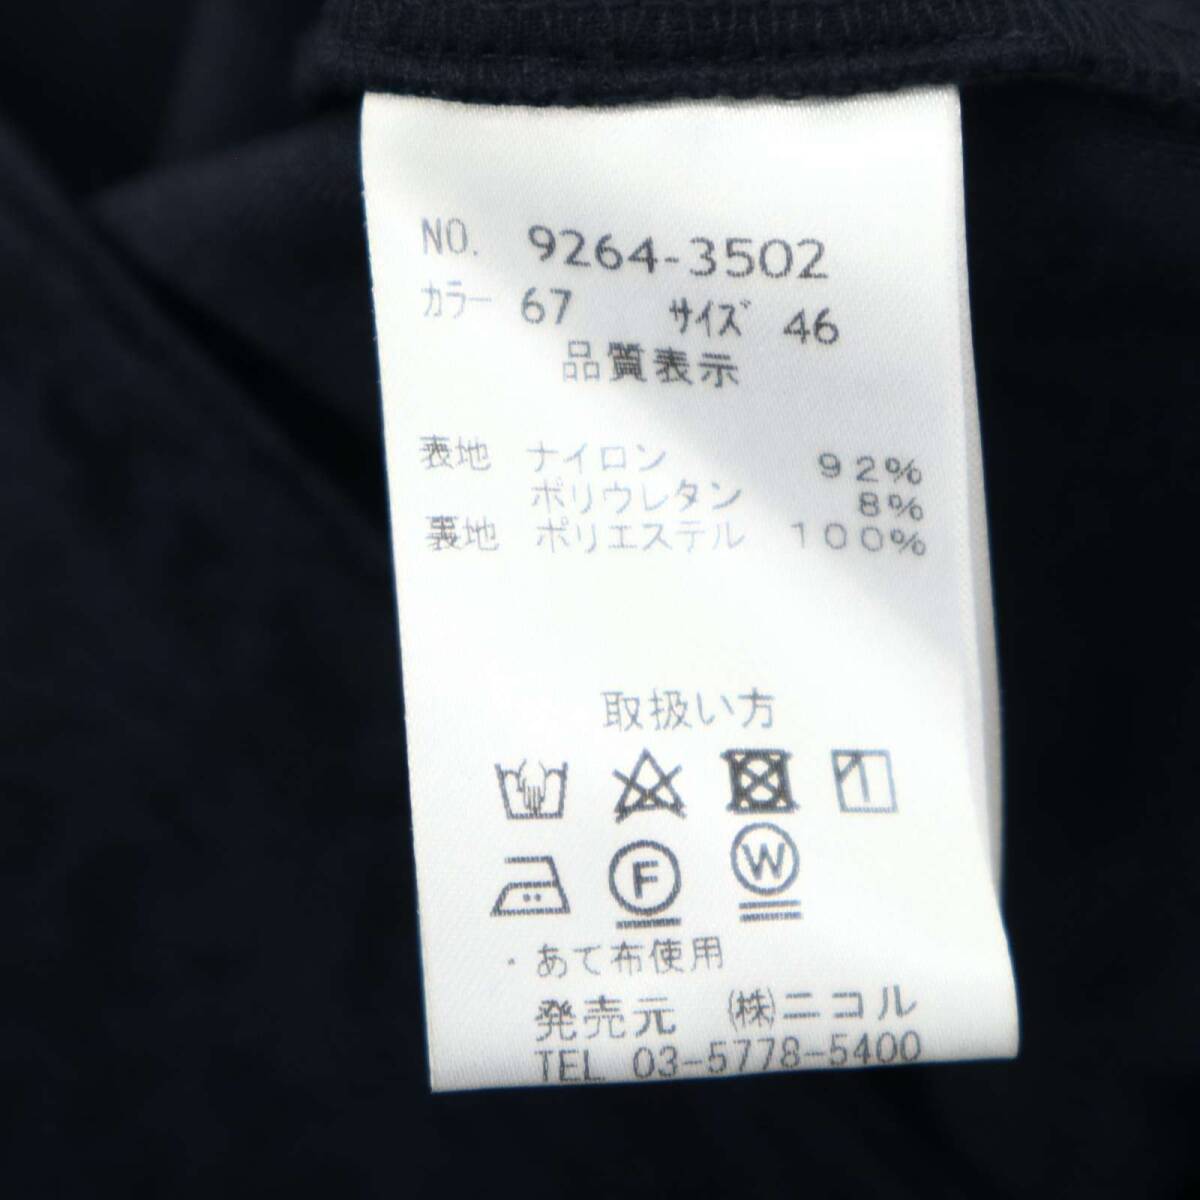 NO. 9264-3502
カラー 67 サイズ 46
品質表示
表地 ナイロン 92%
ポリウレタン 8%
裏地 ポリエステル 100%
取扱い方
F W
・あて布使用
発売元 (株)ニコル
TEL 03-5778-5400